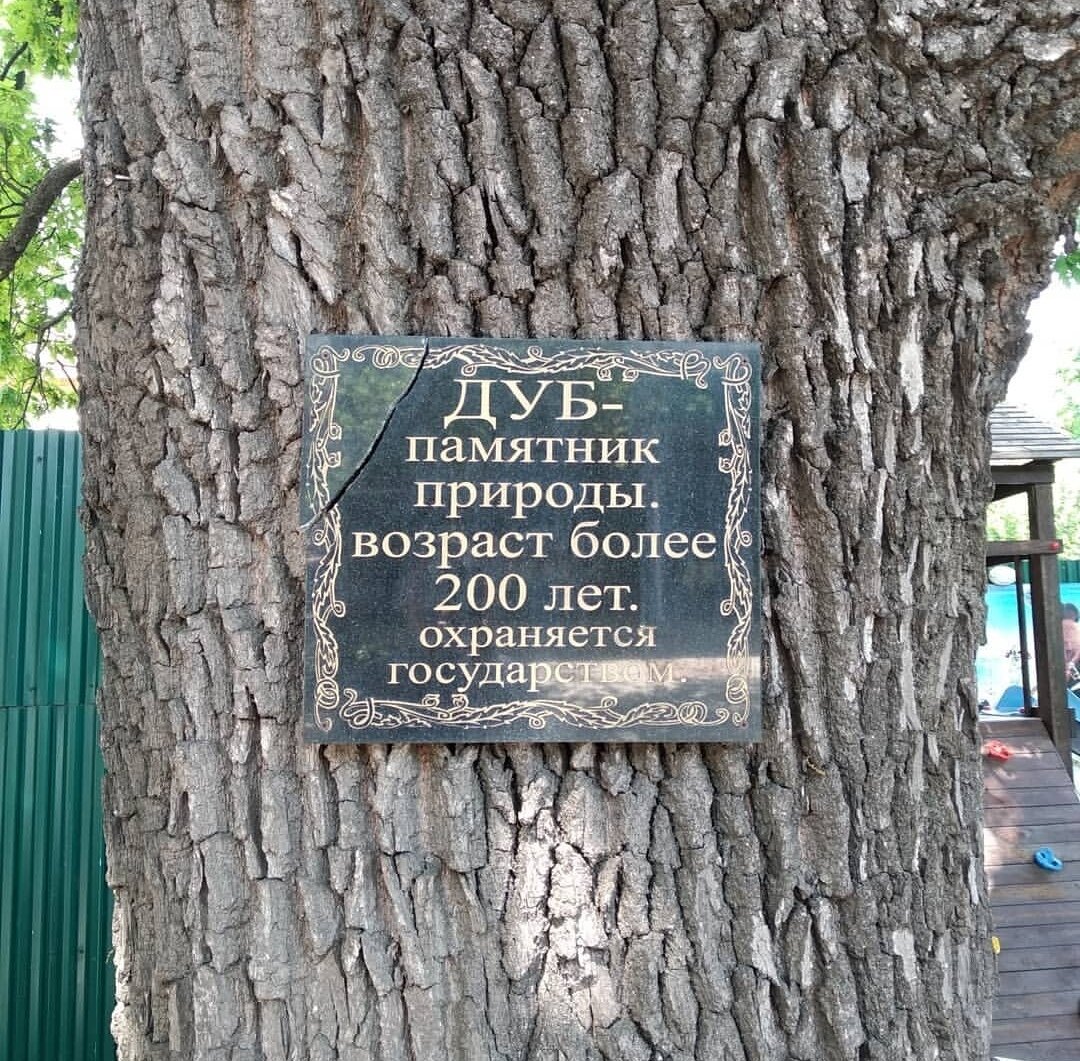 ДУБ-
памятник
природы.
возраст более
200 лет.
охраняется
государством.